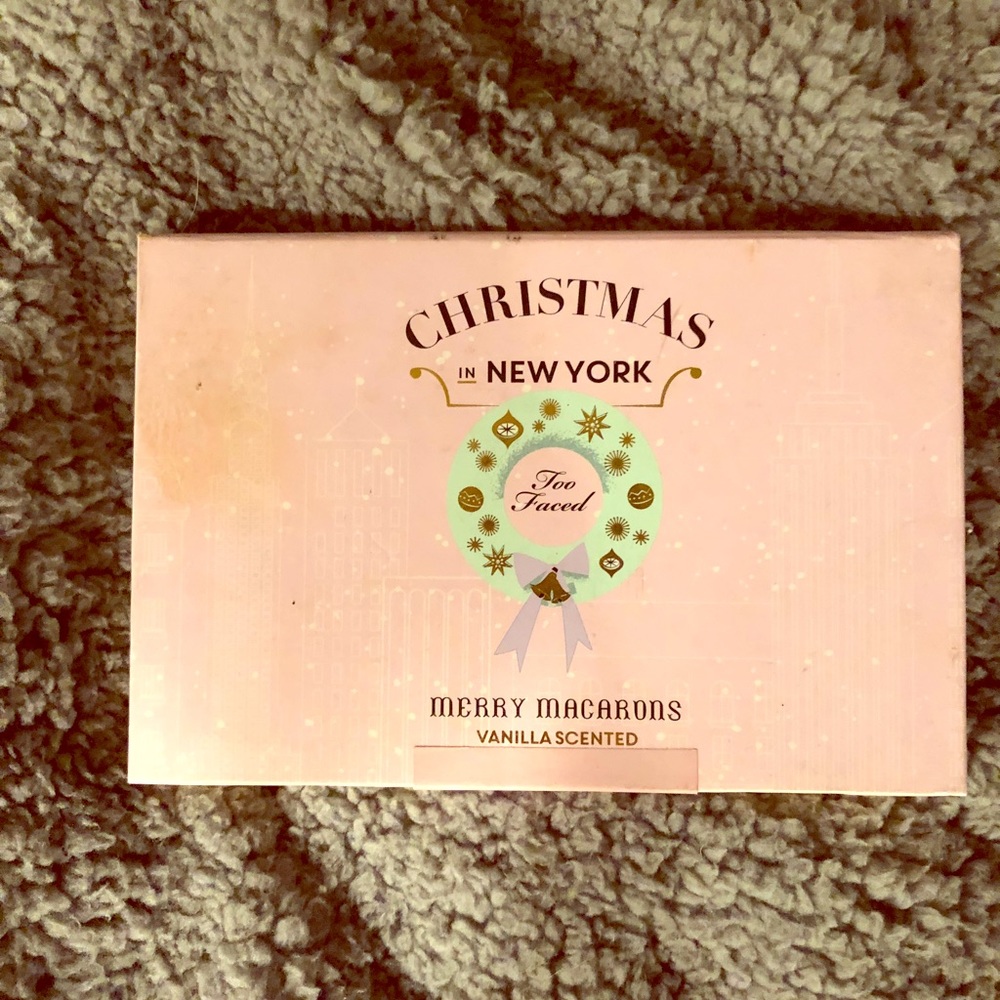 CHRISTMAS
IN NEW YORK
Too
Faced
MERRY MACARONS
VANILLA SCENTED